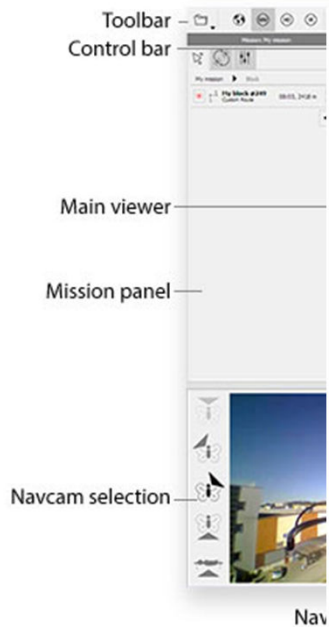 Toolbar
Control bar
Mission: My mission
My mission Block
My block #249
Custom Route
Main viewer
Mission panel
Navcam selection
Nav